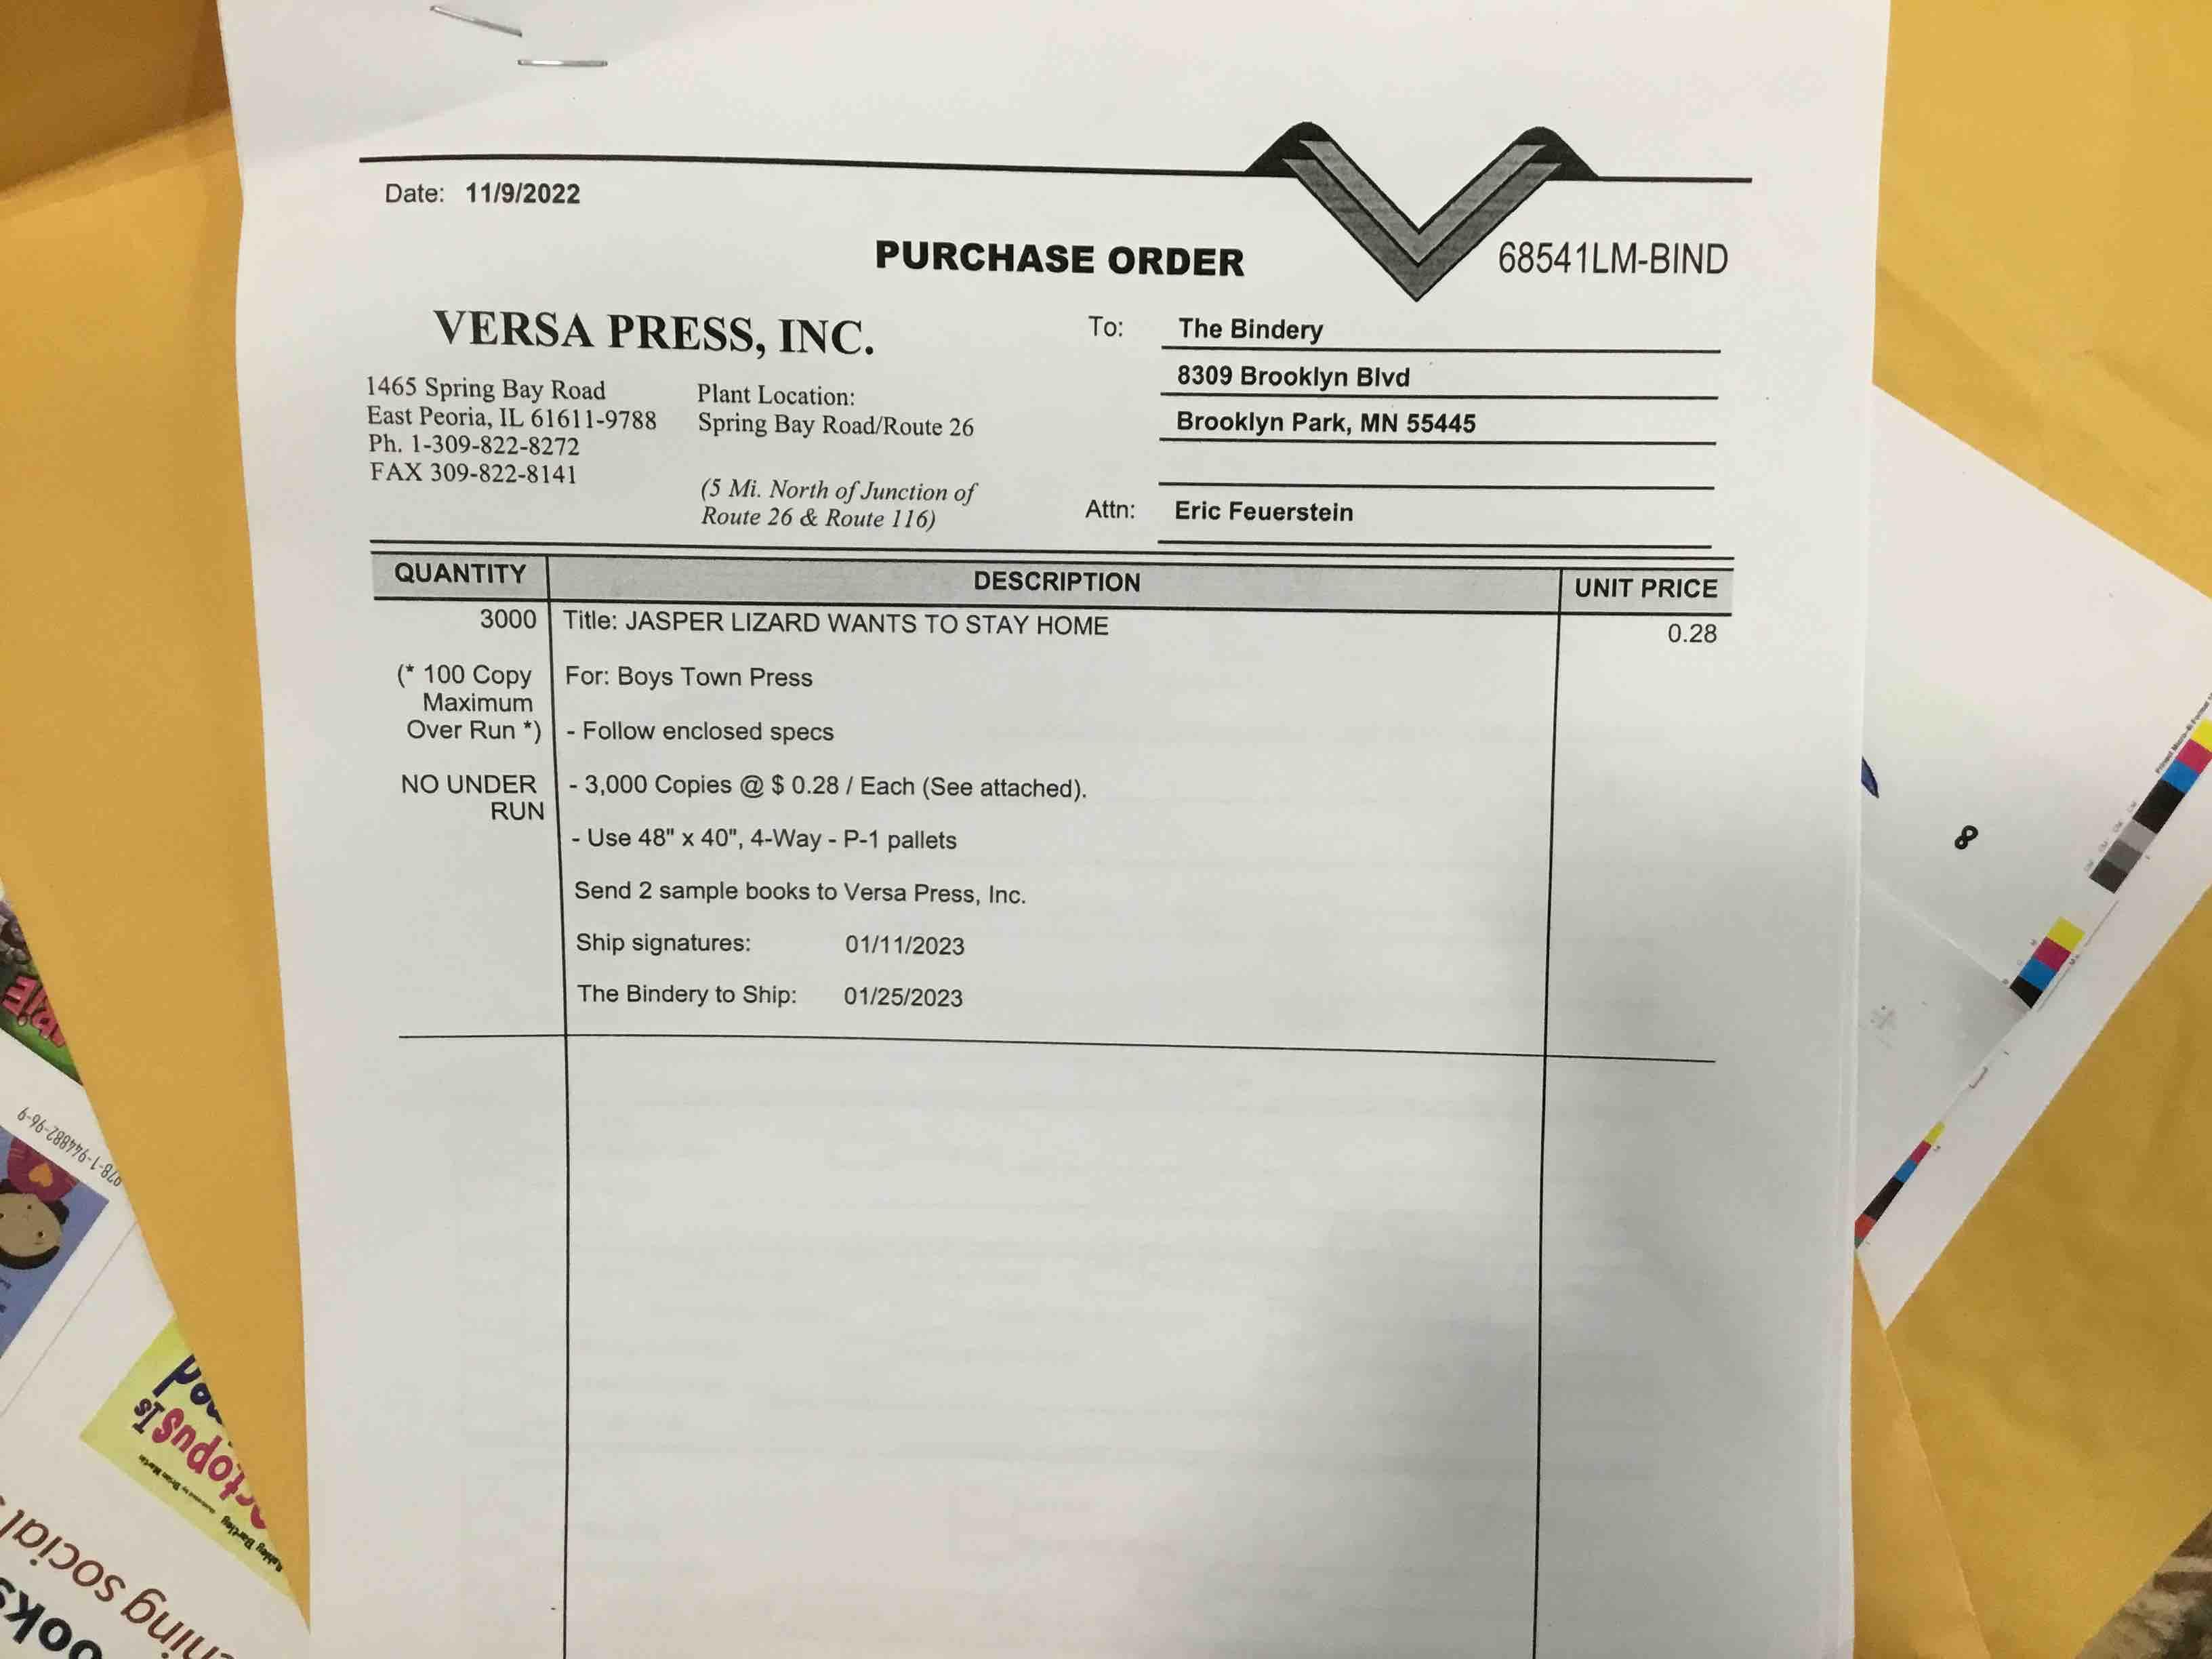 Date: 11/9/2022
PURCHASE ORDER
68541LM-BIND
VERSA PRESS, INC.
1465 Spring Bay Road
East Peoria, IL 61611-9788
Ph. 1-309-822-8272
FAX 309-822-8141
Plant Location:
Spring Bay Road/Route 26
(5 Mi. North of Junction of
Route 26 & Route 116)
To: The Bindery
8309 Brooklyn Blvd
Brooklyn Park, MN 55445
Attn: Eric Feuerstein
QUANTITY DESCRIPTION UNIT PRICE
3000 Title: JASPER LIZARD WANTS TO STAY HOME 0.28
(* 100 Copy
Maximum
Over Run *)
For: Boys Town Press
- Follow enclosed specs
NO UNDER
RUN
- 3,000 Copies @ $ 0.28 / Each (See attached).
- Use 48" x 40", 4-Way - P-1 pallets
Send 2 sample books to Versa Press, Inc.
Ship signatures: 01/11/2023
The Bindery to Ship: 01/25/2023
8
978-1-944882-96-9
Is
social